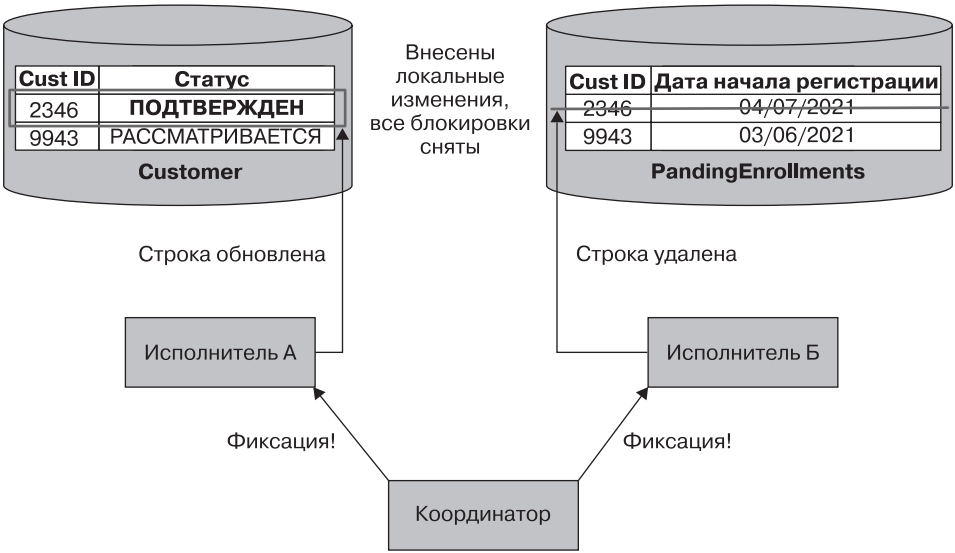 Cust ID Статус
2346 ПОДТВЕРЖДЕН
9943 РАССМАТРИВАЕТСЯ
Customer
Внесены
локальные
изменения,
все блокировки
сняты
Cust ID Дата начала регистрации
2346 04/07/2021
9943 03/06/2021
PandingEnrollments
Строка обновлена
Строка удалена
Исполнитель А
Исполнитель Б
Фиксация!
Фиксация!
Координатор